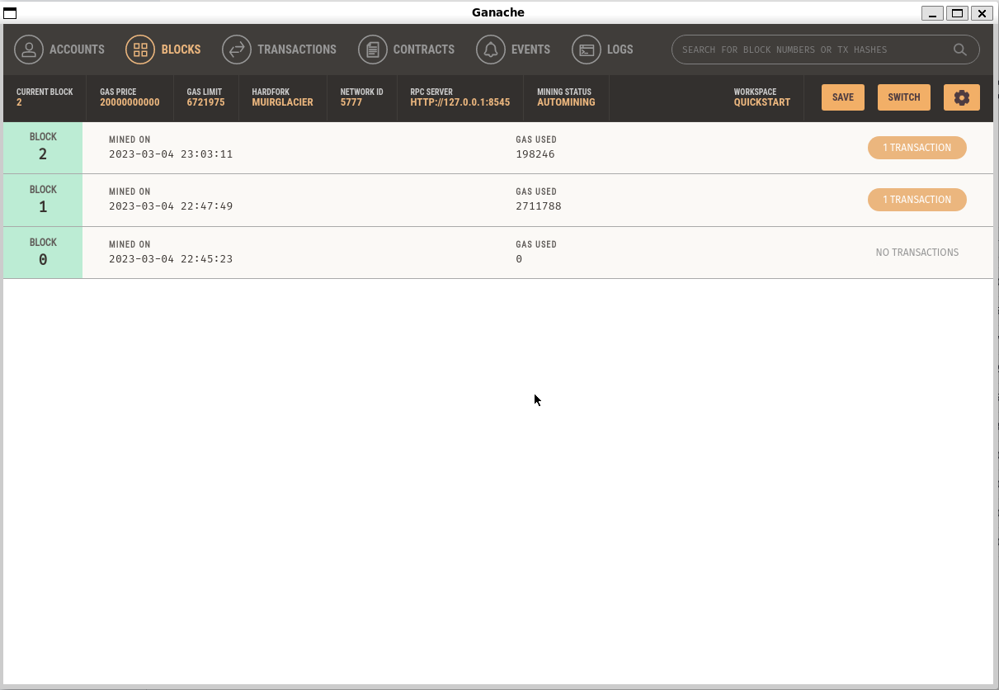 Ganache
ACCOUNTS BLOCKS TRANSACTIONS CONTRACTS EVENTS LOGS SEARCH FOR BLOCK NUMBERS OR TX HASHES
CURRENT BLOCK GAS PRICE GAS LIMIT HARDFORK NETWORK ID RPC SERVER MINING STATUS WORKSPACE
2 20000000000 6721975 MUIRGLACIER 5777 HTTP://127.0.0.1:8545 AUTOMINING QUICKSTART
SAVE SWITCH
BLOCK MINED ON GAS USED
2 2023-03-04 23:03:11 198246 1 TRANSACTION
BLOCK MINED ON GAS USED
1 2023-03-04 22:47:49 2711788 1 TRANSACTION
BLOCK MINED ON GAS USED
0 2023-03-04 22:45:23 0 NO TRANSACTIONS